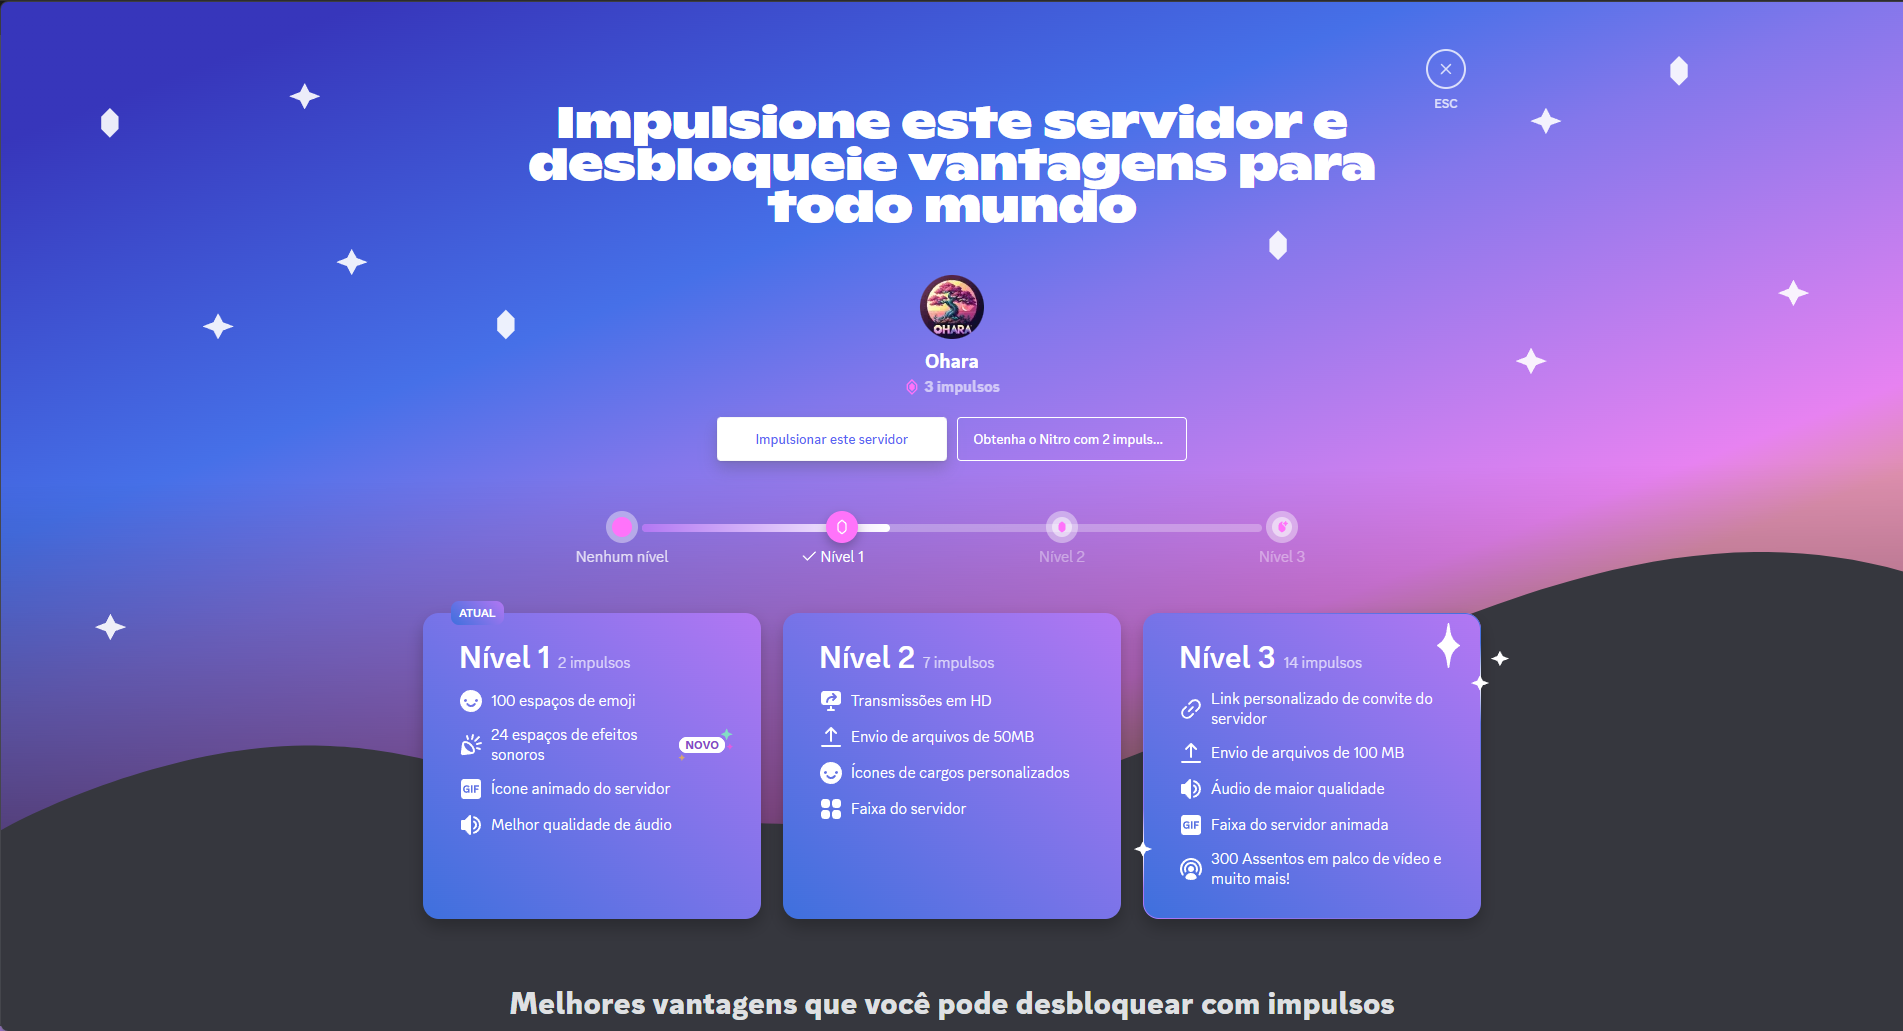 ESC
Impulsione este servidor e
desbloqueie vantagens para
todo mundo
OHARA
Ohara
3 impulsos
Impulsionar este servidor
Obtenha o Nitro com 2 impuls...
Nenhum nível
Nível 1
Nível 2
Nível 3
ATUAL
Nível 1 2 impulsos
100 espaços de emoji
24 espaços de efeitos
sonoros
NOVO
GIF Ícone animado do servidor
Melhor qualidade de áudio
Nível 2 7 impulsos
Transmissões em HD
Envio de arquivos de 50MB
Ícones de cargos personalizados
Faixa do servidor
Nível 3 14 impulsos
Link personalizado de convite do
servidor
Envio de arquivos de 100 MB
Áudio de maior qualidade
GIF Faixa do servidor animada
300 Assentos em palco de vídeo e
muito mais!
Melhores vantagens que você pode desbloquear com impulsos